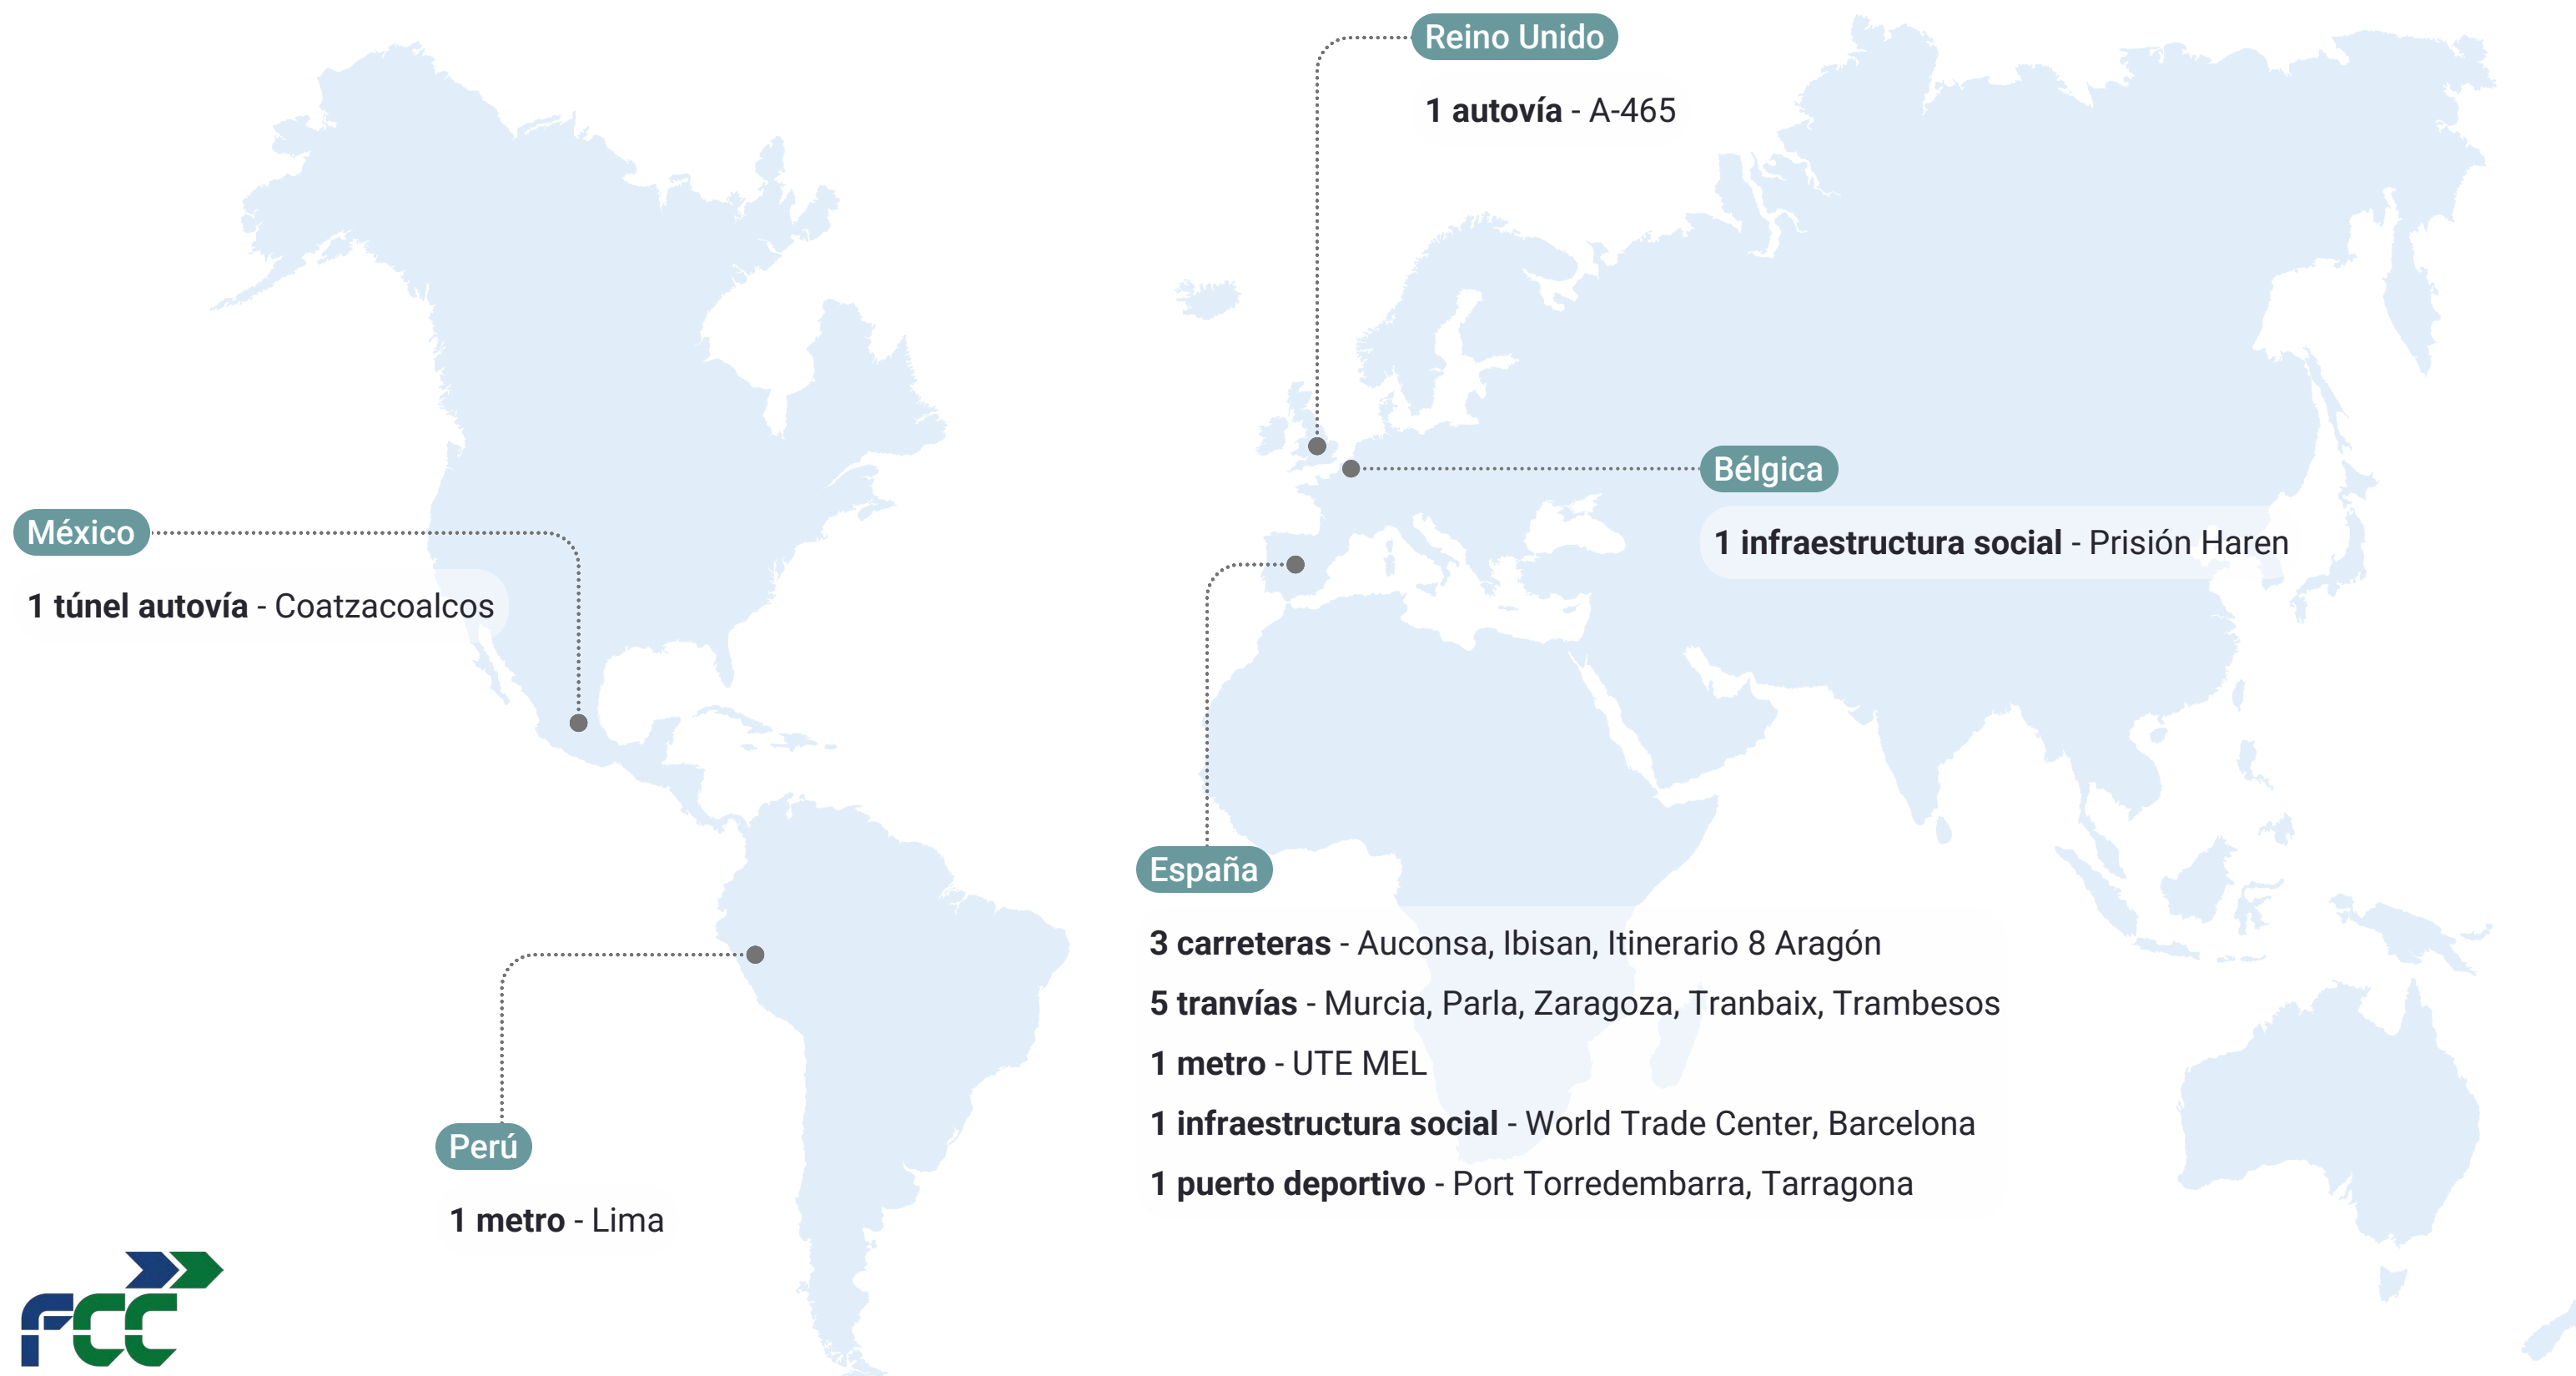 Reino Unido
1 autovía - A-465
Bélgica
1 infraestructura social - Prisión Haren
México
1 túnel autovía - Coatzacoalcos
España
3 carreteras - Auconsa, Ibisan, Itinerario 8 Aragón
5 tranvías - Murcia, Parla, Zaragoza, Tranbaix, Trambesos
1 metro - UTE MEL
1 infraestructura social - World Trade Center, Barcelona
1 puerto deportivo - Port Torredembarra, Tarragona
Perú
1 metro - Lima
FCC